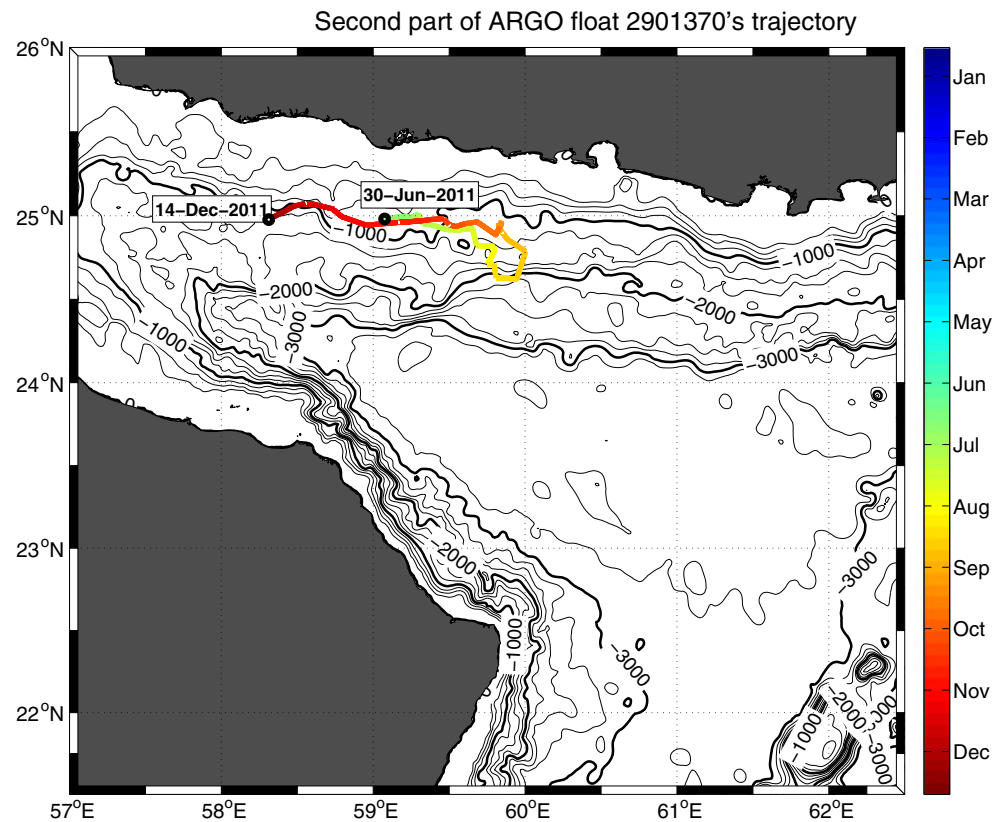 Second part of ARGO float 2901370's trajectory
26°N
25°N
24°N
23°N
22°N
57°E
58°E
59°E
60°E
61°E
62°E
14−Dec−2011
30−Jun−2011
−1000
−1000
−2000
−2000
−1000
−3000
−3000
−2000
−3000
−1000
−3000
−2000
−1000
−3000
Jan
Feb
Mar
Apr
May
Jun
Jul
Aug
Sep
Oct
Nov
Dec